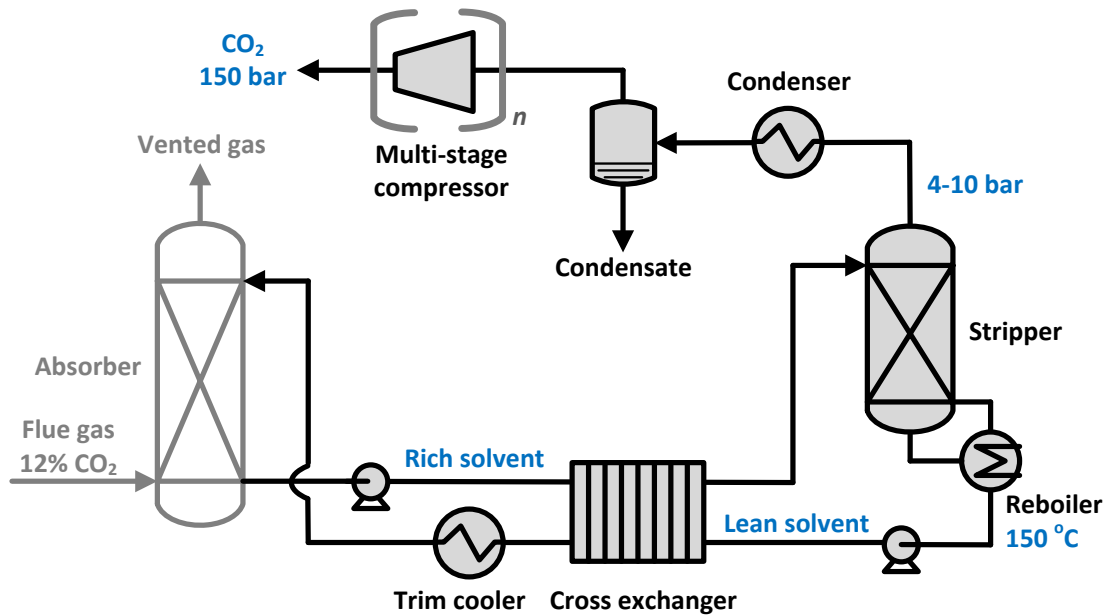 CO₂
150 bar
n
Multi-stage
compressor
Condenser
Vented gas
4-10 bar
Condensate
Stripper
Absorber
Flue gas
12% CO₂
Rich solvent
Lean solvent
Reboiler
150 °C
Trim cooler
Cross exchanger